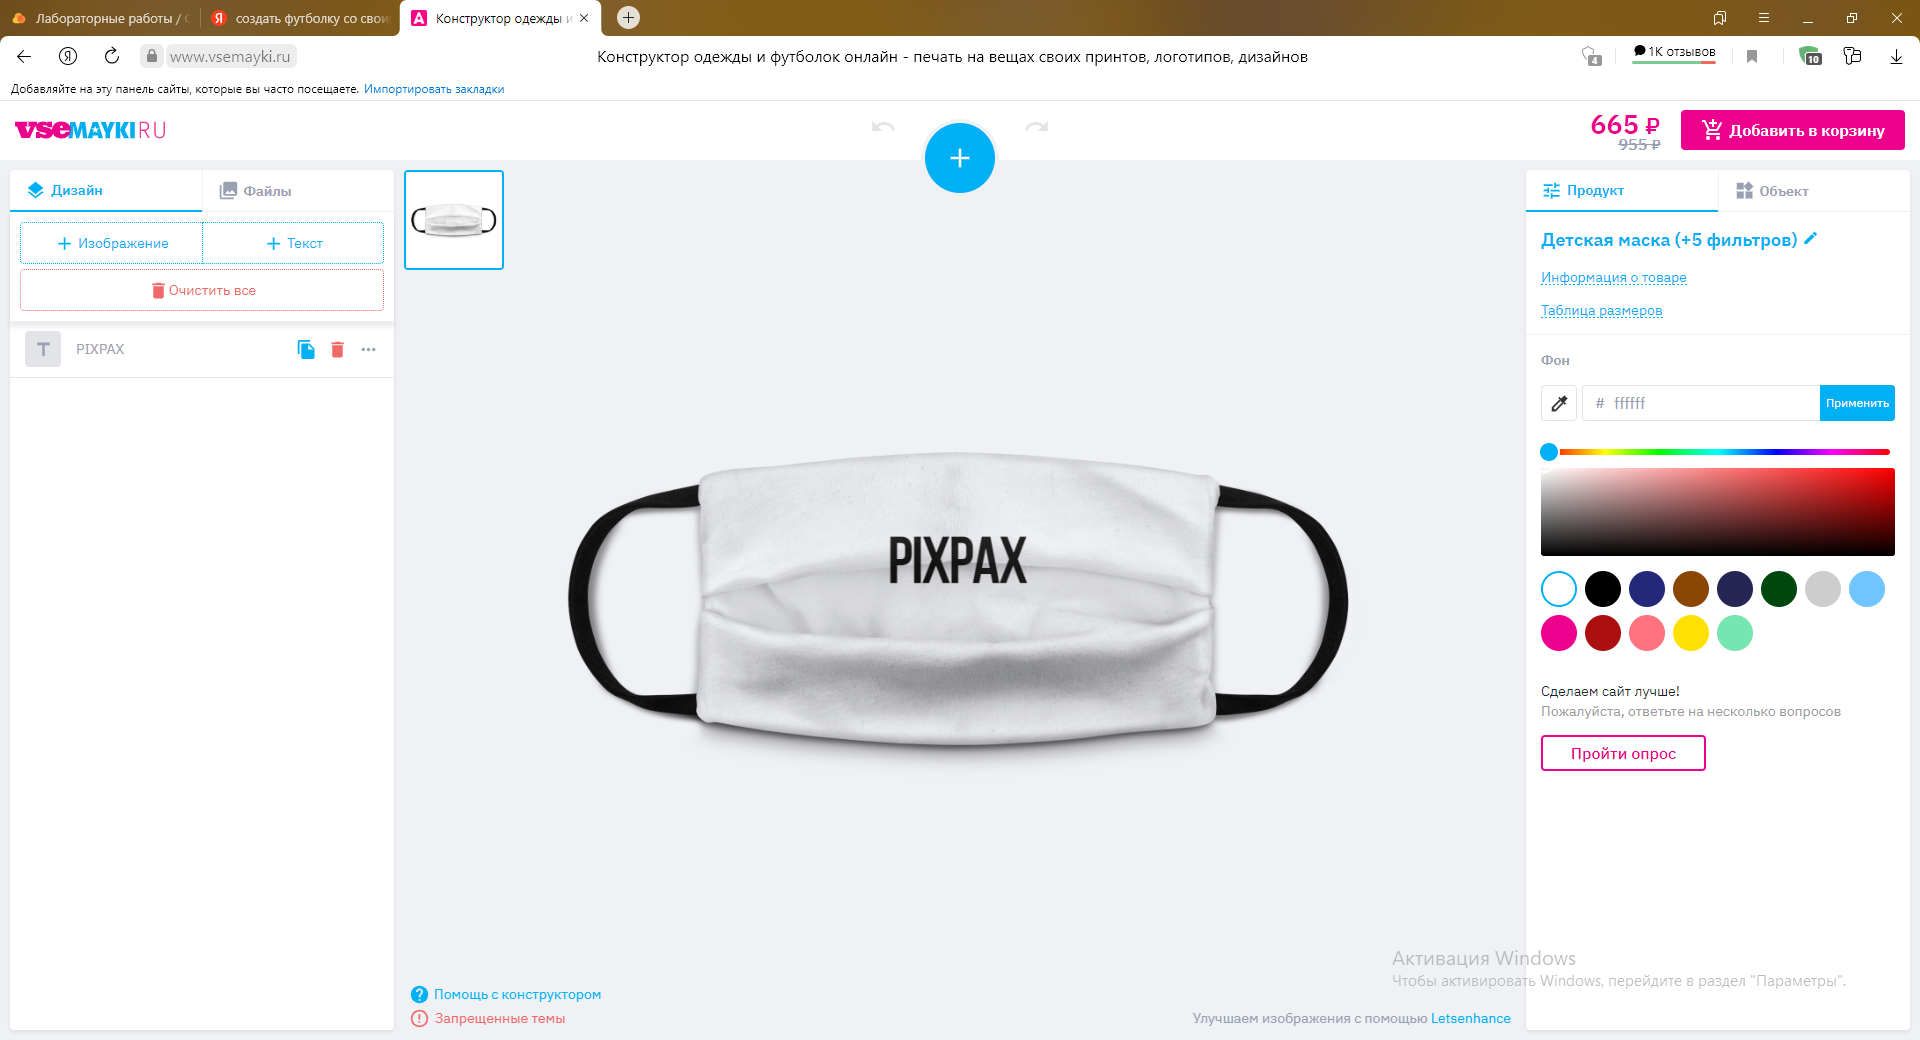 Лабораторные работы /
создать футболку со свои
Конструктор одежды и
www.vsemayki.ru
Конструктор одежды и футболок онлайн - печать на вещах своих принтов, логотипов, дизайнов
4
1K отзывов
10
Добавляйте на эту панель сайты, которые вы часто посещаете. Импортировать закладки
VSEMAYKI.RU
665 ₽
955 ₽
Добавить в корзину
Дизайн
Файлы
Изображение
Текст
Очистить все
T PIXPAX
PIXPAX
Продукт
Объект
Детская маска (+5 фильтров)
Информация о товаре
Таблица размеров
Фон
# ffffff
Применить
Сделаем сайт лучше!
Пожалуйста, ответьте на несколько вопросов
Пройти опрос
Активация Windows
Чтобы активировать Windows, перейдите в раздел "Параметры".
Помощь с конструктором
Запрещенные темы
Улучшаем изображения с помощью Letsenhance